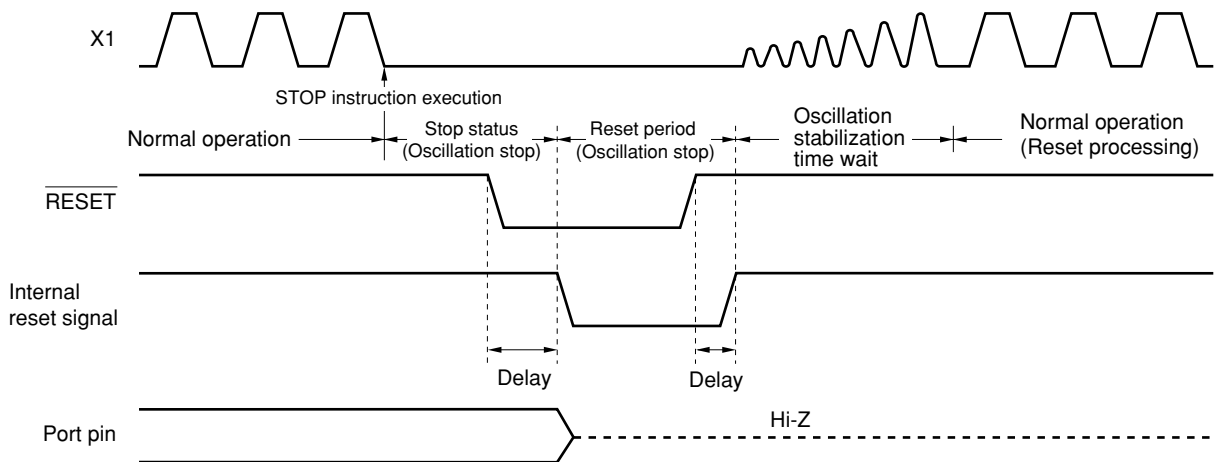 X1
STOP instruction execution
Normal operation
Stop status
(Oscillation stop)
Reset period
(Oscillation stop)
Oscillation
stabilization
time wait
Normal operation
(Reset processing)
RESET
Internal
reset signal
Delay
Delay
Port pin
Hi-Z